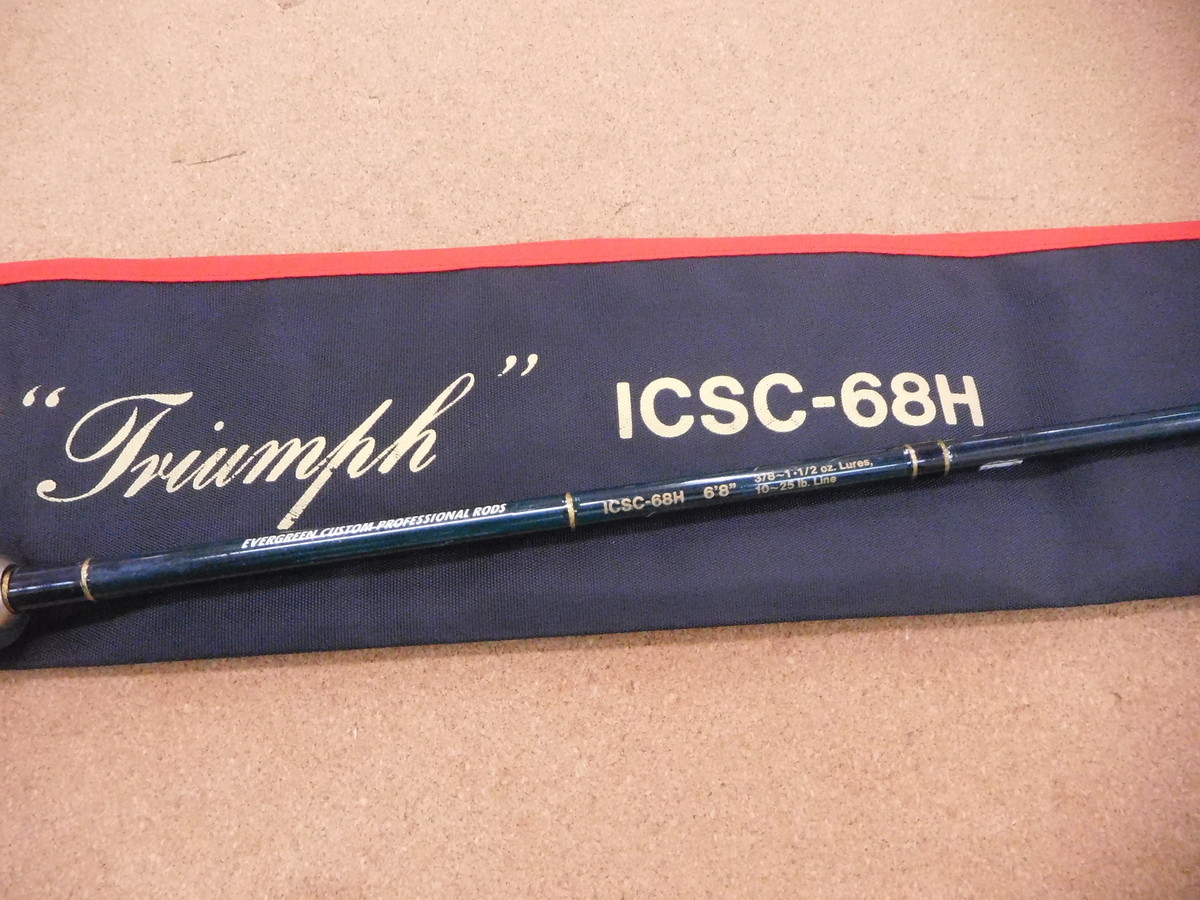 “Triumph” ICSC-68H
EVERGREEN CUSTOM PROFESSIONAL RODS
ICSC-68H 6'8” 3/8~1•1/2 oz. Lures,
10~25 lb. Line